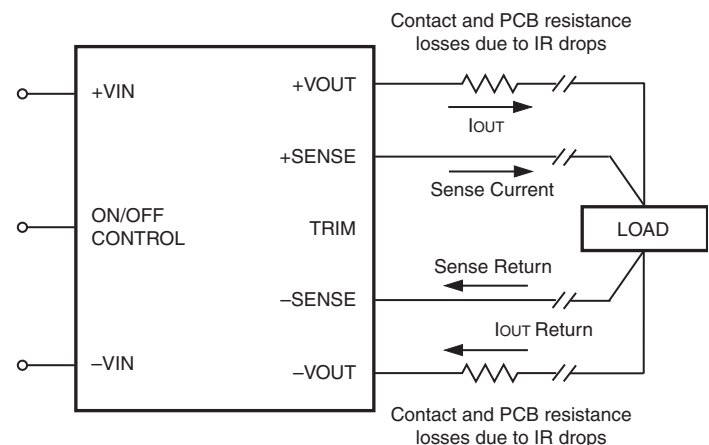 Contact and PCB resistance
losses due to IR drops
+VIN
+VOUT
IOUT
+SENSE
Sense Current
ON/OFF
CONTROL
TRIM
LOAD
Sense Return
–SENSE
IOUT Return
–VIN
–VOUT
Contact and PCB resistance
losses due to IR drops